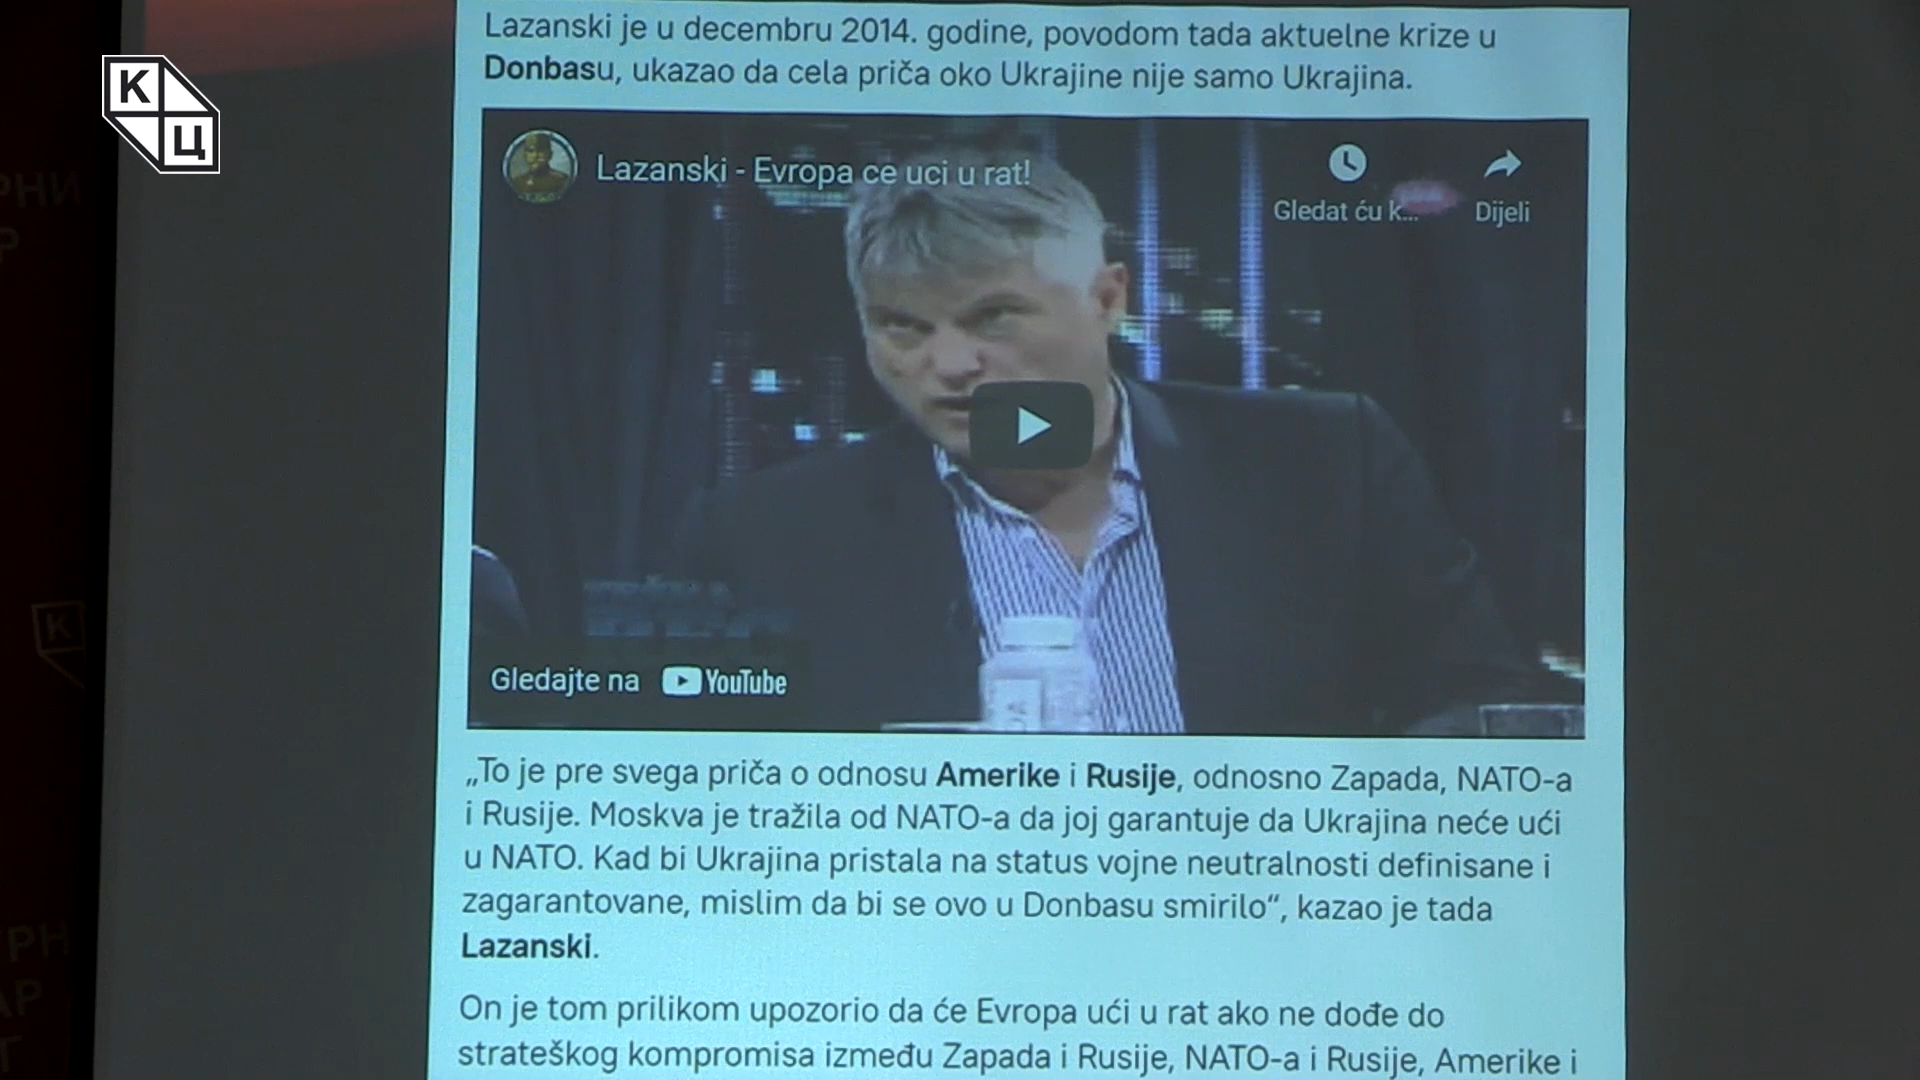 Lazanski je u decembru 2014. godine, povodom tada aktuelne krize u
Donbasu, ukazao da cela priča oko Ukrajine nije samo Ukrajina.
К
Ц
Lazanski - Evropa ce uci u rat!
Gledat ću k...
Dijeli
Gledajte na YouTube
„To je pre svega priča o odnosu Amerike i Rusije, odnosno Zapada, NATO-a
i Rusije. Moskva je tražila od NATO-a da joj garantuje da Ukrajina neće ući
u NATO. Kad bi Ukrajina pristala na status vojne neutralnosti definisane i
zagarantovane, mislim da bi se ovo u Donbasu smirilo“, kazao je tada
Lazanski.
On je tom prilikom upozorio da će Evropa ući u rat ako ne dođe do
strateškog kompromisa između Zapada i Rusije, NATO-a i Rusije, Amerike i